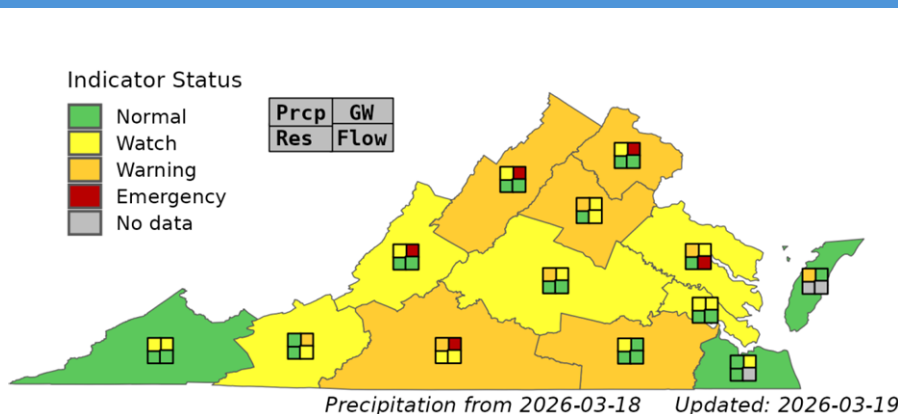 Indicator Status
Normal
Watch
Warning
Emergency
No data
Prcp GW
Res Flow
Precipitation from 2026-03-18 Updated: 2026-03-19